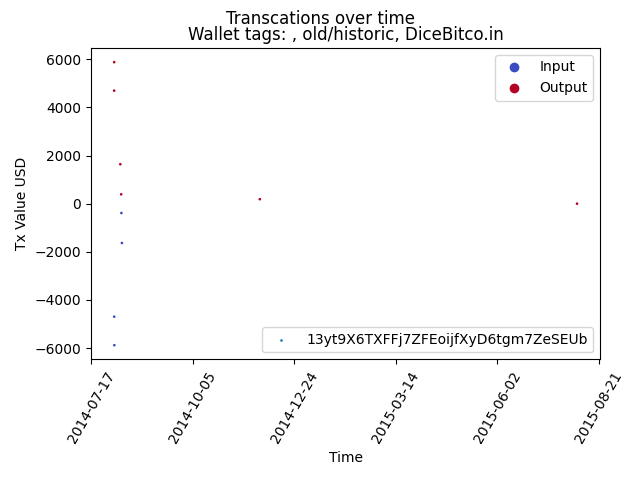 Transcations over time
Wallet tags: , old/historic, DiceBitco.in
6000
4000
2000
0
−2000
−4000
−6000
Tx Value USD
Input
Output
13yt9X6TXFFj7ZFEoijfXyD6tgm7ZeSEUb
2014-07-17
2014-10-05
2014-12-24
2015-03-14
2015-06-02
2015-08-21
Time